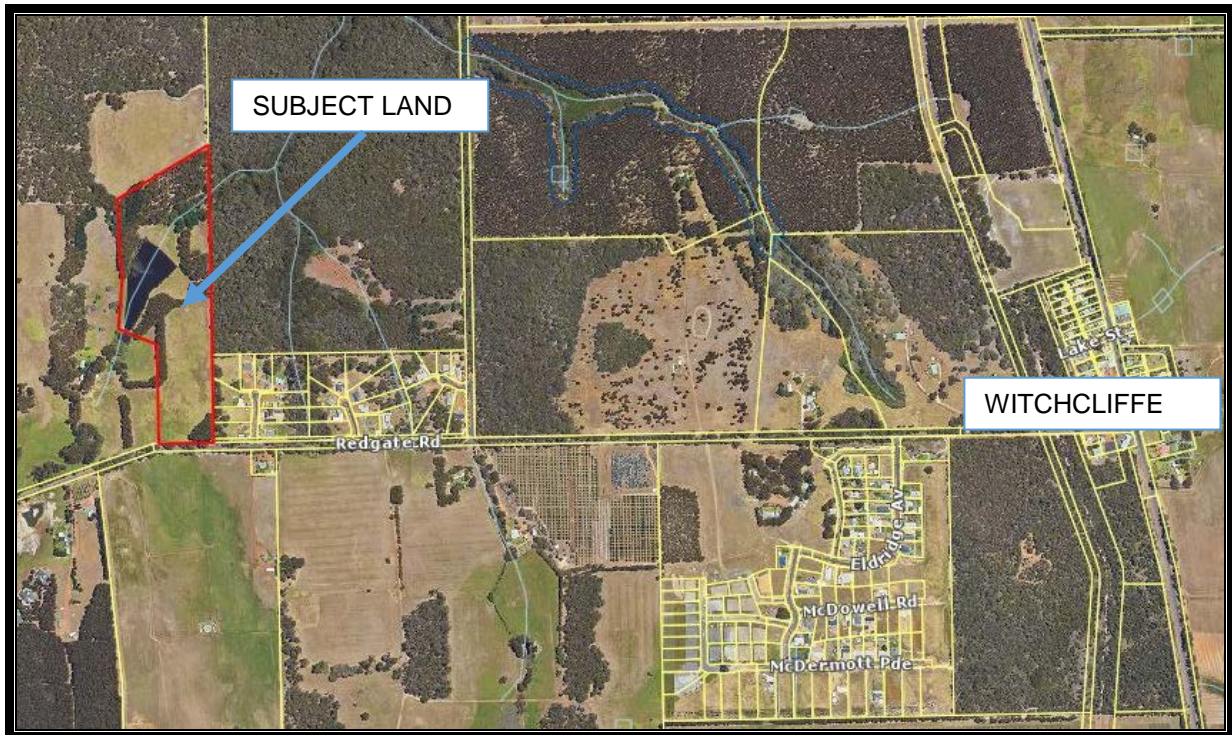 SUBJECT LAND
Lake St
WITCHCLIFFE
Redgate Rd
Eldridge Av
McDowell Rd
McDermott Pde